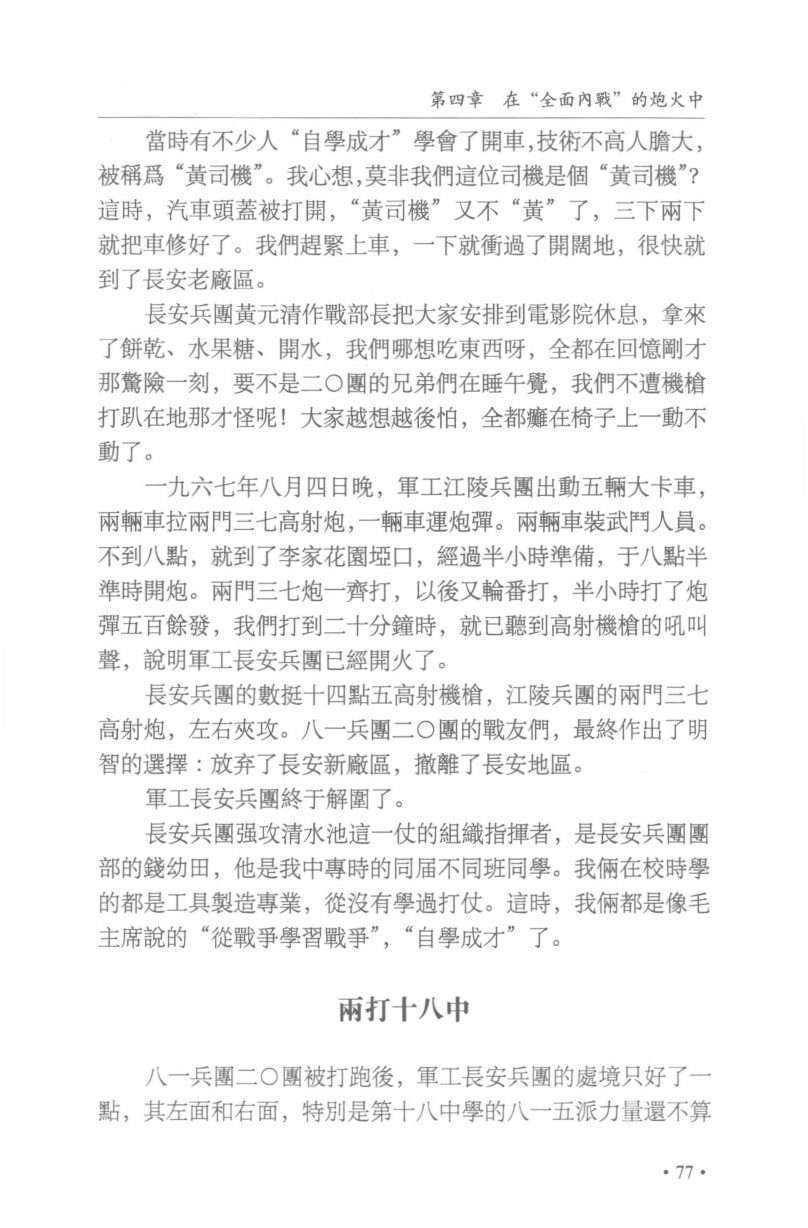 第四章　在“全面內戰”的炮火中
當時有不少人“自學成才”學會了開車,技術不高人膽大，
被稱爲“黃司機”。我心想,莫非我們這位司機是個“黃司機”?
這時，汽車頭蓋被打開，“黃司機”又不“黃”了，三下兩下
就把車修好了。我們趕緊上車，一下就衝過了開闊地，很快就
到了長安老廠區。
長安兵團黃元清作戰部長把大家安排到電影院休息，拿來
了餅乾、水果糖、開水，我們哪想吃東西呀，全都在回憶剛才
那驚險一刻，要不是二○團的兄弟們在睡午覺，我們不遭機槍
打趴在地那才怪呢！大家越想越後怕，全都癱在椅子上一動不
動了。
一九六七年八月四日晚，軍工江陵兵團出動五輛大卡車，
兩輛車拉兩門三七高射炮,一輛車運炮彈。兩輛車裝武鬥人員。
不到八點，就到了李家花園埡口，經過半小時準備，于八點半
準時開炮。兩門三七炮一齊打，以後又輪番打，半小時打了炮
彈五百餘發，我們打到二十分鐘時，就已聽到高射機槍的吼叫
聲，說明軍工長安兵團已經開火了。
長安兵團的數挺十四點五高射機槍，江陵兵團的兩門三七
高射炮，左右夾攻。八一兵團二○團的戰友們，最終作出了明
智的選擇：放弃了長安新廠區，撤離了長安地區。
軍工長安兵團終于解圍了。
長安兵團强攻清水池這一仗的組織指揮者，是長安兵團團
部的錢幼田，他是我中專時的同届不同班同學。我倆在校時學
的都是工具製造專業，從沒有學過打仗。這時，我倆都是像毛
主席說的“從戰爭學習戰爭”，“自學成才”了。
兩打十八中
八一兵團二○團被打跑後，軍工長安兵團的處境只好了一
點，其左面和右面，特別是第十八中學的八一五派力量還不算
·77·